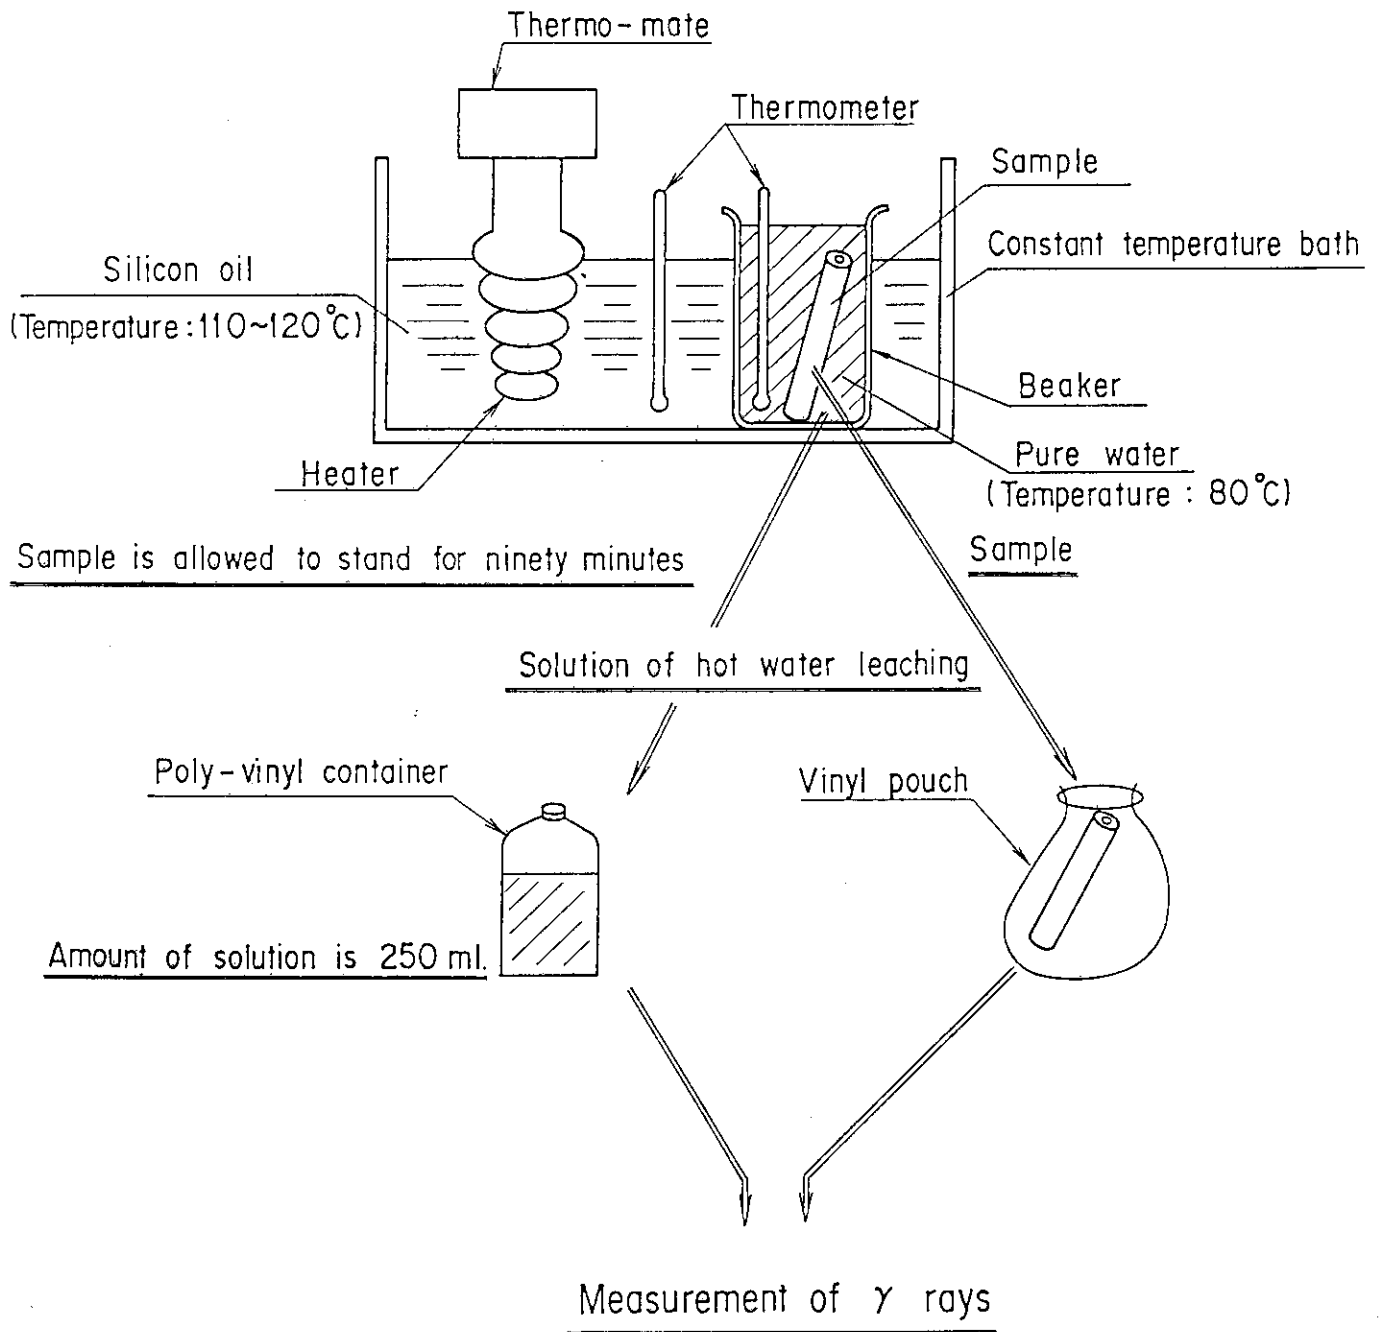 Thermo-mate
Thermometer
Sample
Constant temperature bath
Silicon oil
(Temperature:110~120°C)
Beaker
Heater
Pure water
(Temperature : 80°C)
Sample is allowed to stand for ninety minutes
Sample
Solution of hot water leaching
Poly-vinyl container
Vinyl pouch
Amount of solution is 250 ml.
Measurement of γ rays